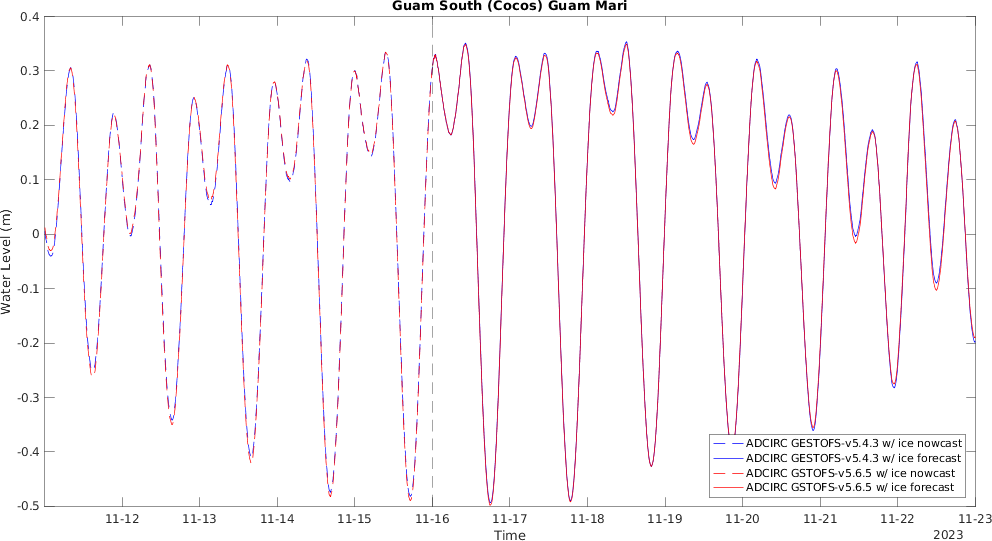 Guam South (Cocos) Guam Mari
0.4
0.3
0.2
0.1
0
-0.1
-0.2
-0.3
-0.4
-0.5
Water Level (m)
11-12 11-13 11-14 11-15 11-16 11-17 11-18 11-19 11-20 11-21 11-22 11-23
Time
2023
ADCIRC GESTOFS-v5.4.3 w/ ice nowcast
ADCIRC GSTOFS-v5.4.3 w/ ice forecast
ADCIRC GSTOFS-v5.6.5 w/ ice nowcast
ADCIRC GSTOFS-v5.6.5 w/ ice forecast